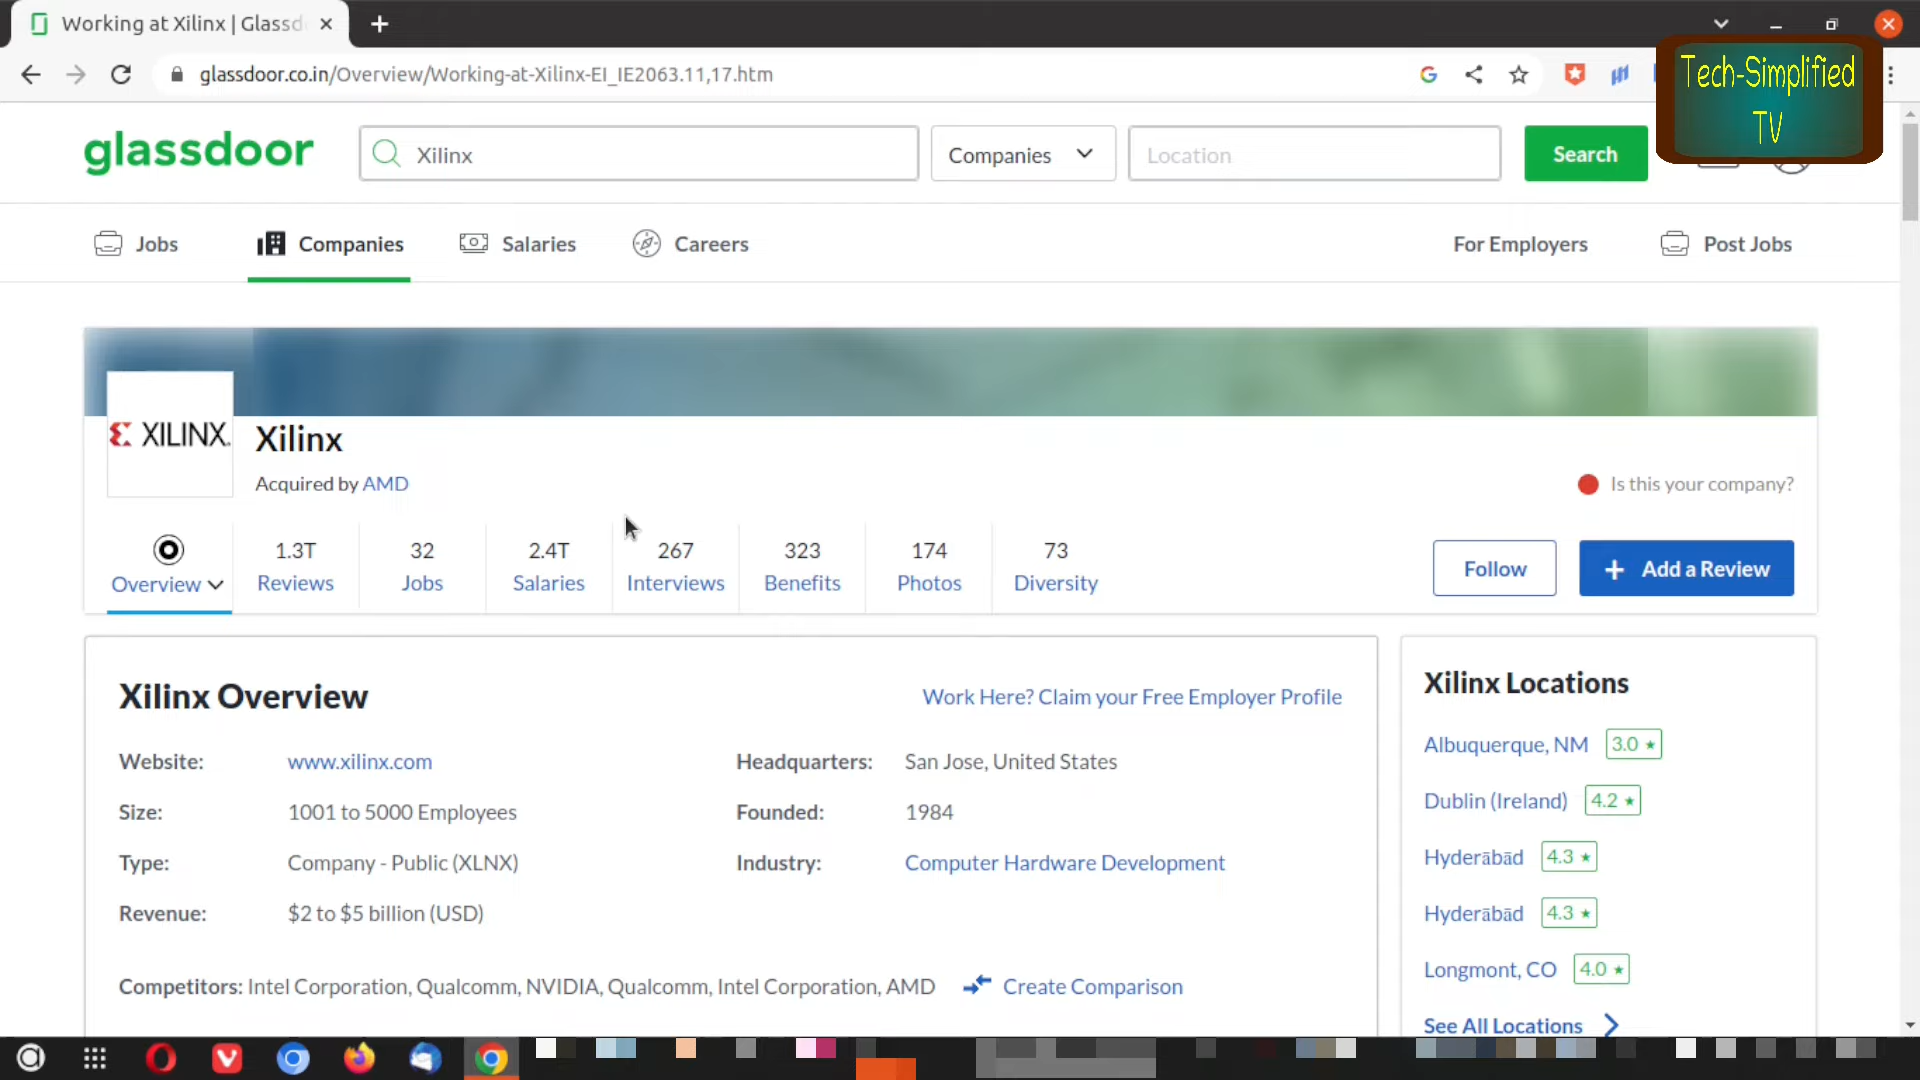 Working at Xilinx | Glassd
glassdoor.co.in/Overview/Working-at-Xilinx-EI_IE2063.11,17.htm
Tech-Simplified
TV
glassdoor
Xilinx
Companies
Location
Search
Jobs
Companies
Salaries
Careers
For Employers
Post Jobs
XILINX
Xilinx
Acquired by AMD
Is this your company?
Overview
1.3T
Reviews
32
Jobs
2.4T
Salaries
267
Interviews
323
Benefits
174
Photos
73
Diversity
Follow
+ Add a Review
Xilinx Overview
Work Here? Claim your Free Employer Profile
Website: www.xilinx.com
Headquarters: San Jose, United States
Size: 1001 to 5000 Employees
Founded: 1984
Type: Company - Public (XLNX)
Industry: Computer Hardware Development
Revenue: $2 to $5 billion (USD)
Competitors: Intel Corporation, Qualcomm, NVIDIA, Qualcomm, Intel Corporation, AMD
Create Comparison
Xilinx Locations
Albuquerque, NM 3.0 ★
Dublin (Ireland) 4.2 ★
Hyderābād 4.3 ★
Hyderābād 4.3 ★
Longmont, CO 4.0 ★
See All Locations